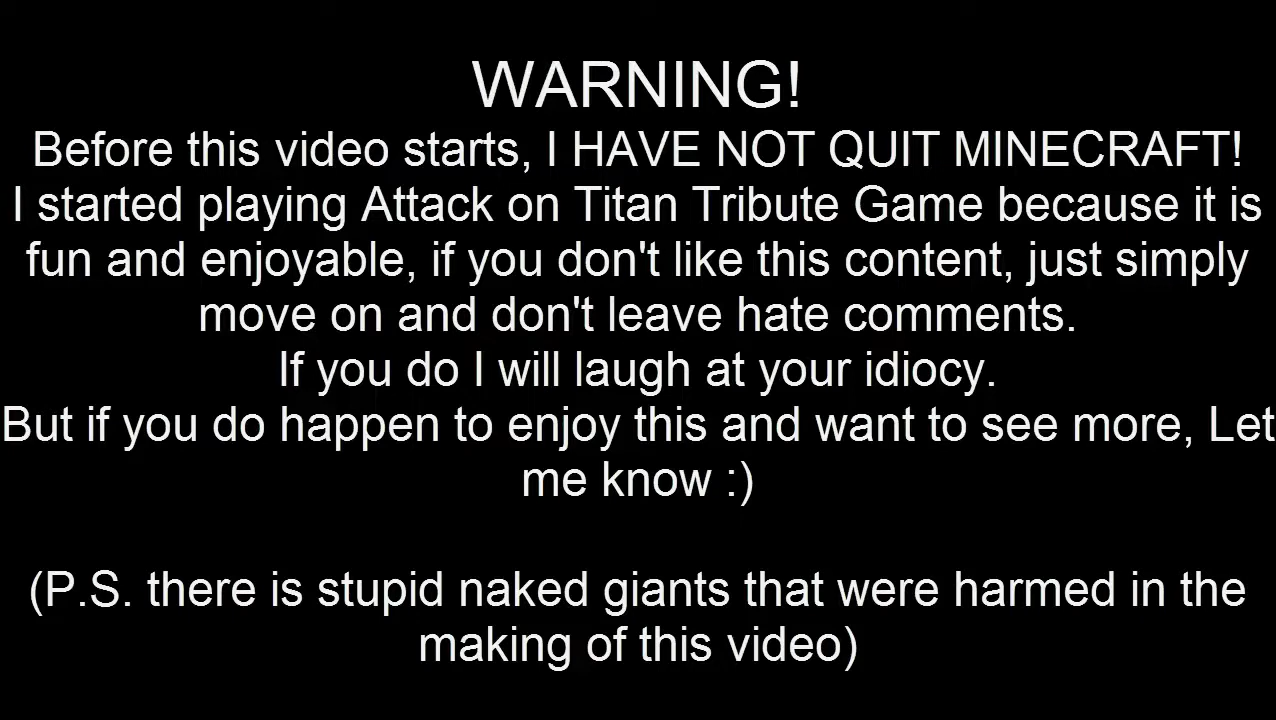 WARNING!
Before this video starts, I HAVE NOT QUIT MINECRAFT!
I started playing Attack on Titan Tribute Game because it is
fun and enjoyable, if you don't like this content, just simply
move on and don't leave hate comments.
If you do I will laugh at your idiocy.
But if you do happen to enjoy this and want to see more, Let
me know :)
(P.S. there is stupid naked giants that were harmed in the
making of this video)